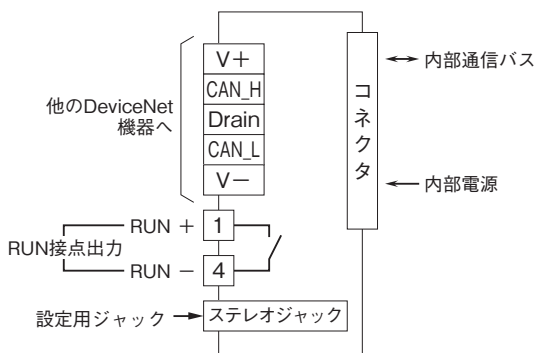 V+
CAN_H
Drain
CAN_L
V−
他のDeviceNet
機器へ
コネクタ
内部通信バス
内部電源
RUN +
1
RUN接点出力
RUN −
4
設定用ジャック
ステレオジャック